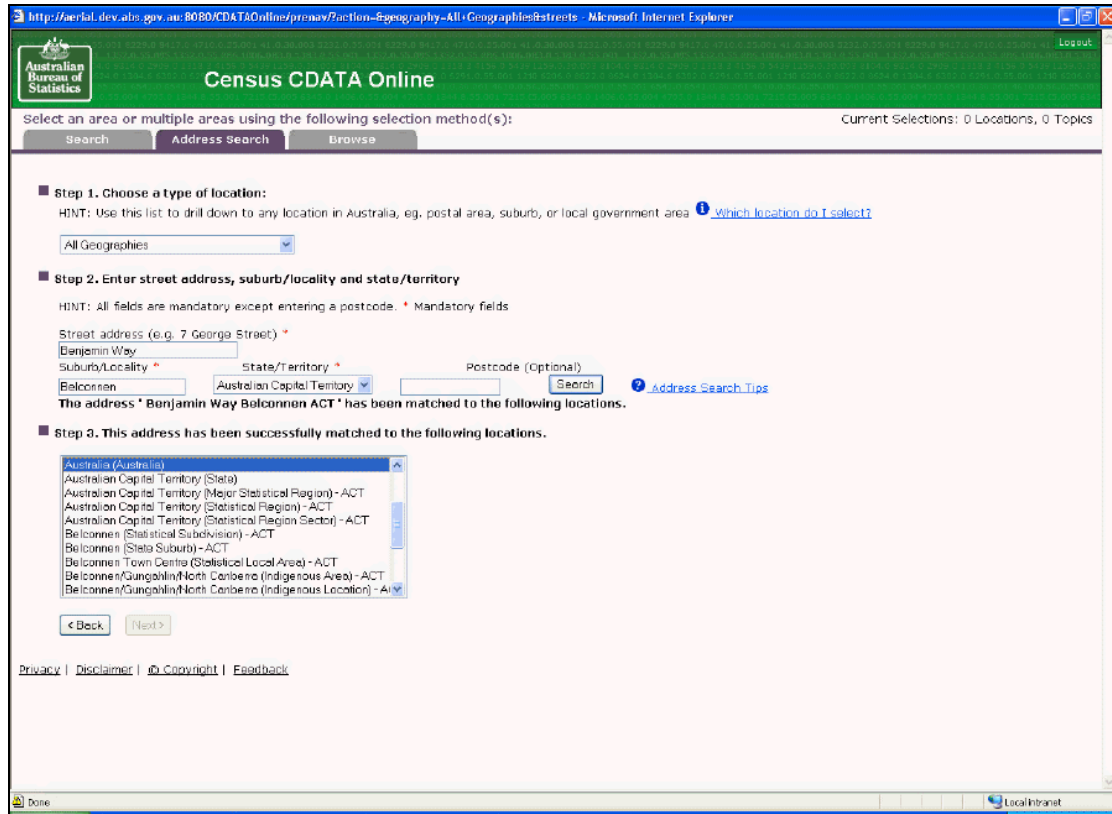 http://aerial.dev.abs.gov.au:8080/CDATAOnline/prenav?action=&geography=All+Geographies&streets - Microsoft Internet Explorer
Logout
Australian
Bureau of
Statistics
Census CDATA Online
Select an area or multiple areas using the following selection method(s):
Current Selections: 0 Locations, 0 Topics
Search Address Search Browse
Step 1. Choose a type of location:
HINT: Use this list to drill down to any location in Australia, eg. postal area, suburb, or local government area Which location do I select?
All Geographies
Step 2. Enter street address, suburb/locality and state/territory
HINT: All fields are mandatory except entering a postcode. * Mandatory fields
Street address (e.g. 7 George Street) *
Benjamin Way
Suburb/Locality * State/Territory * Postcode (Optional)
Belconnen Australian Capital Territory Search Address Search Tips
The address ' Benjamin Way Belconnen ACT ' has been matched to the following locations.
Step 3. This address has been successfully matched to the following locations.
Australia (Australia)
Australian Capital Territory (State)
Australian Capital Territory (Major Statistical Region) - ACT
Australian Capital Territory (Statistical Region) - ACT
Australian Capital Territory (Statistical Region Sector) - ACT
Belconnen (Statistical Subdivision) - ACT
Belconnen (State Suburb) - ACT
Belconnen Town Centre (Statistical Local Area) - ACT
Belconnen/Gungahlin/North Canberra (Indigenous Area) - ACT
Belconnen/Gungahlin/North Canberra (Indigenous Location) -
< Back Next >
Privacy | Disclaimer | © Copyright | Feedback
Done
Local intranet